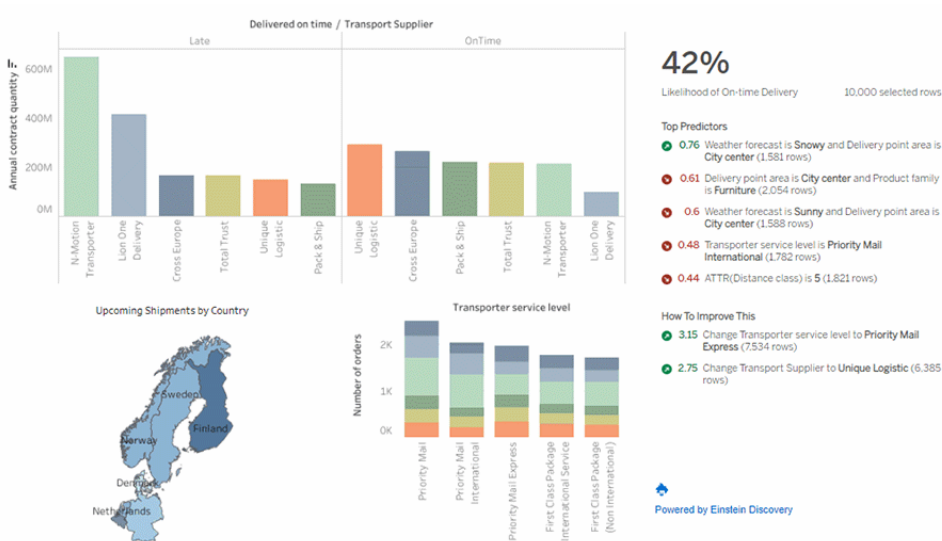 Delivered on time / Transport Supplier
Late
OnTime
Annual contract quantity
600M
400M
200M
0M
N-Motion
Transporter
Lion One
Delivery
Cross Europe
Total Trust
Unique
Logistic
Pack & Ship
Unique
Logistic
Cross Europe
Pack & Ship
Total Trust
N-Motion
Transporter
Lion One
Delivery
42%
Likelihood of On-time Delivery
10,000 selected rows
Top Predictors
0.76 Weather forecast is Snowy and Delivery point area is
City center (1,581 rows)
0.61 Delivery point area is City center and Product family
is Furniture (2,054 rows)
0.6 Weather forecast is Sunny and Delivery point area is
City center (1,588 rows)
0.48 Transporter service level is Priority Mail
International (1,782 rows)
0.44 ATTR(Distance class) is 5 (1,821 rows)
How To Improve This
3.15 Change Transporter service level to Priority Mail
Express (7,534 rows)
2.75 Change Transport Supplier to Unique Logistic (6,385
rows)
Powered by Einstein Discovery
Upcoming Shipments by Country
Sweden
Finland
Norway
Denmark
Netherlands
Transporter service level
Number of orders
2K
1K
0K
Priority Mail
Priority Mail
International
Priority Mail Express
First Class Package
International Service
First Class Package
(Non International)